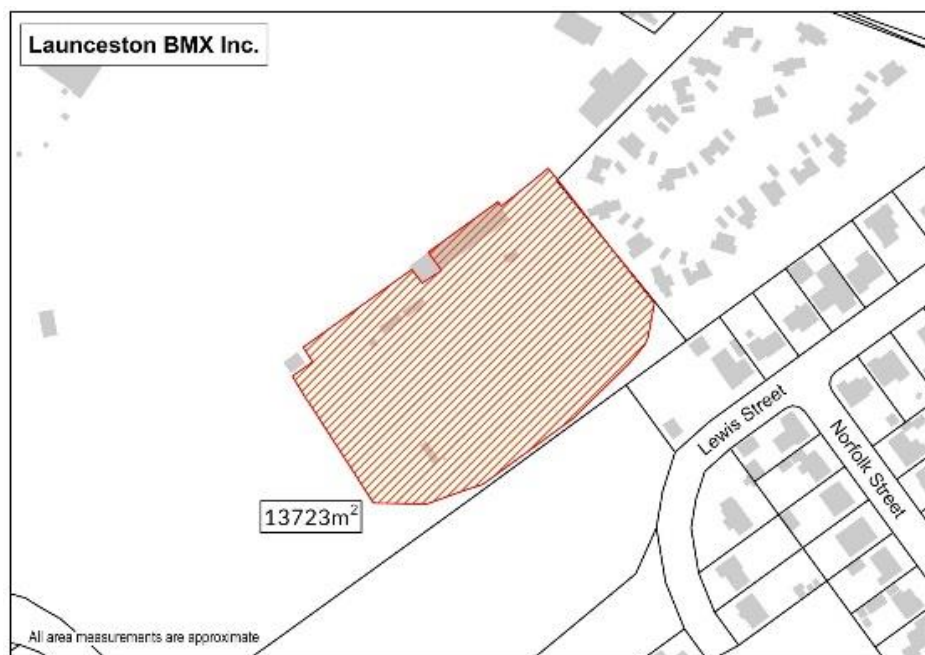 Launceston BMX Inc.
Lewis Street
Norfolk Street
13723m²
All area measurements are approximate